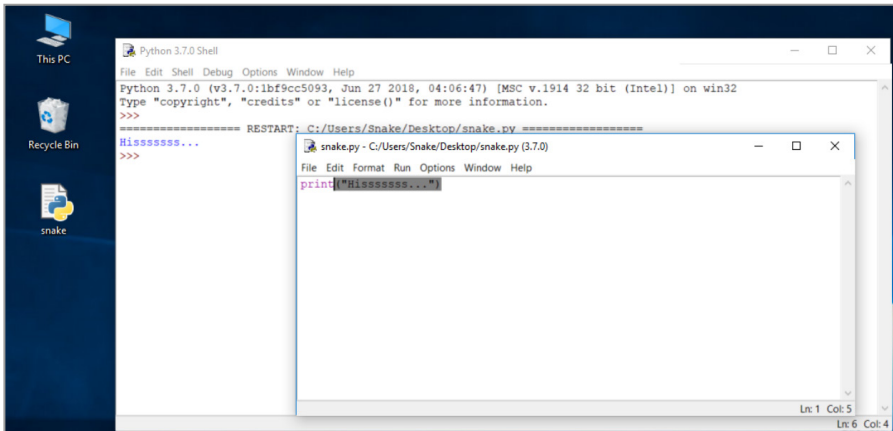 This PC
Recycle Bin
snake
Python 3.7.0 Shell
File Edit Shell Debug Options Window Help
Python 3.7.0 (v3.7.0:1bf9cc5093, Jun 27 2018, 04:06:47) [MSC v.1914 32 bit (Intel)] on win32
Type "copyright", "credits" or "license()" for more information.
>>>
================== RESTART: C:/Users/Snake/Desktop/snake.py ==================
Hisssssss...
>>>
snake.py - C:/Users/Snake/Desktop/snake.py (3.7.0)
File Edit Format Run Options Window Help
print("Hisssssss...")
Ln: 1 Col: 5
Ln: 6 Col: 4